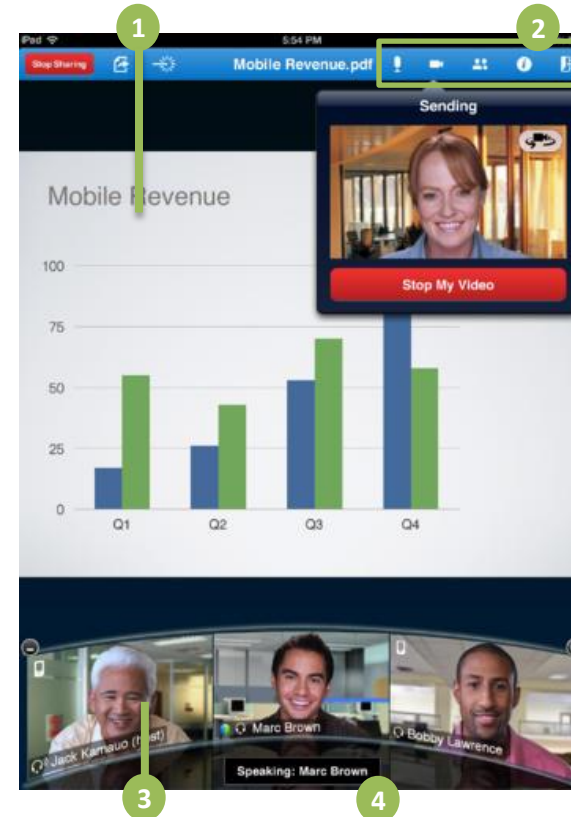 1
2
iPad
5:54 PM
Stop Sharing
Mobile Revenue.pdf
Sending
Stop My Video
Mobile Revenue
100
75
50
25
0
Q1 Q2 Q3 Q4
Jack Kamauo (host)
Marc Brown
Bobby Lawrence
Speaking: Marc Brown
3
4